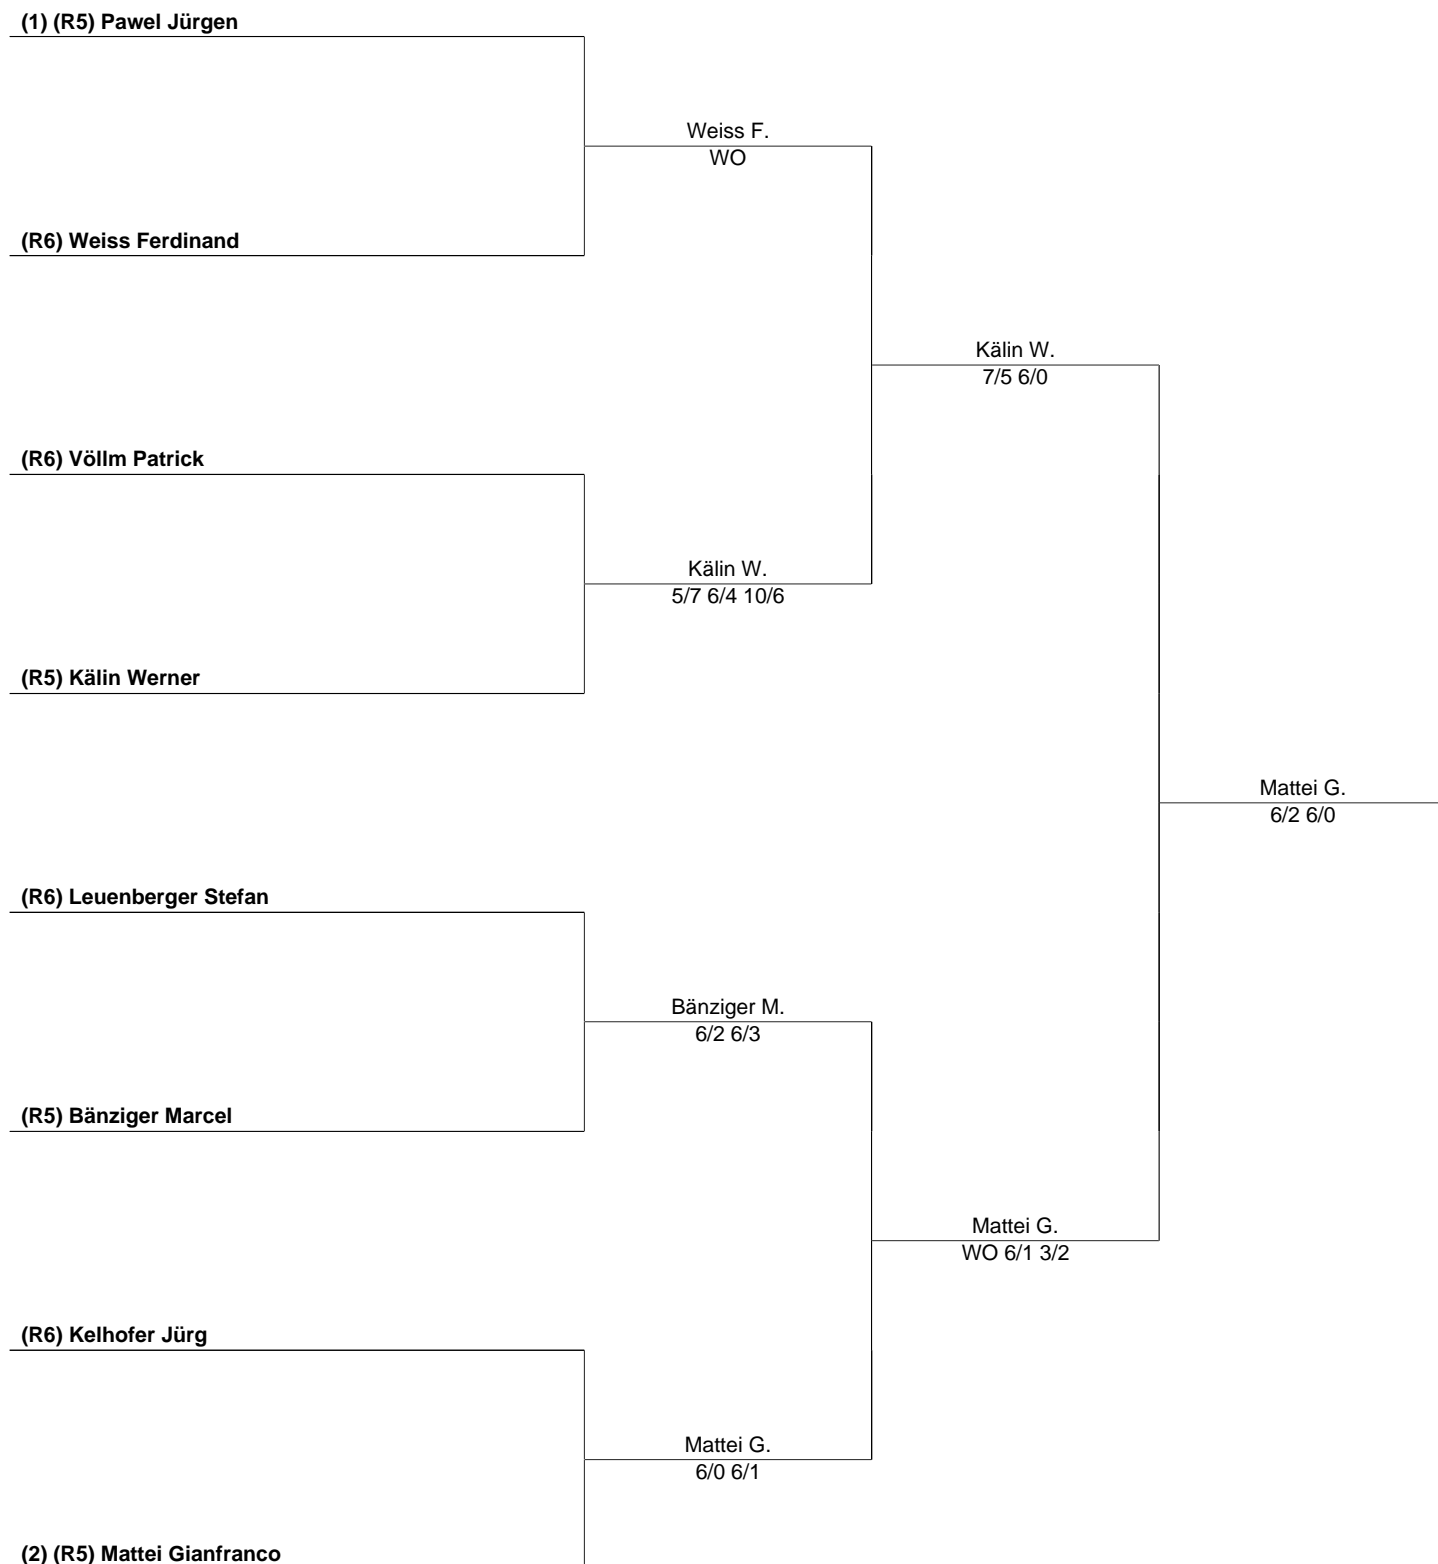 (1) (R5) Pawel Jürgen
Weiss F.
WO
(R6) Weiss Ferdinand
Kälin W.
7/5 6/0
(R6) Völlm Patrick
Kälin W.
5/7 6/4 10/6
(R5) Kälin Werner
Mattei G.
6/2 6/0
(R6) Leuenberger Stefan
Bänziger M.
6/2 6/3
(R5) Bänziger Marcel
Mattei G.
WO 6/1 3/2
(R6) Kelhofer Jürg
Mattei G.
6/0 6/1
(2) (R5) Mattei Gianfranco